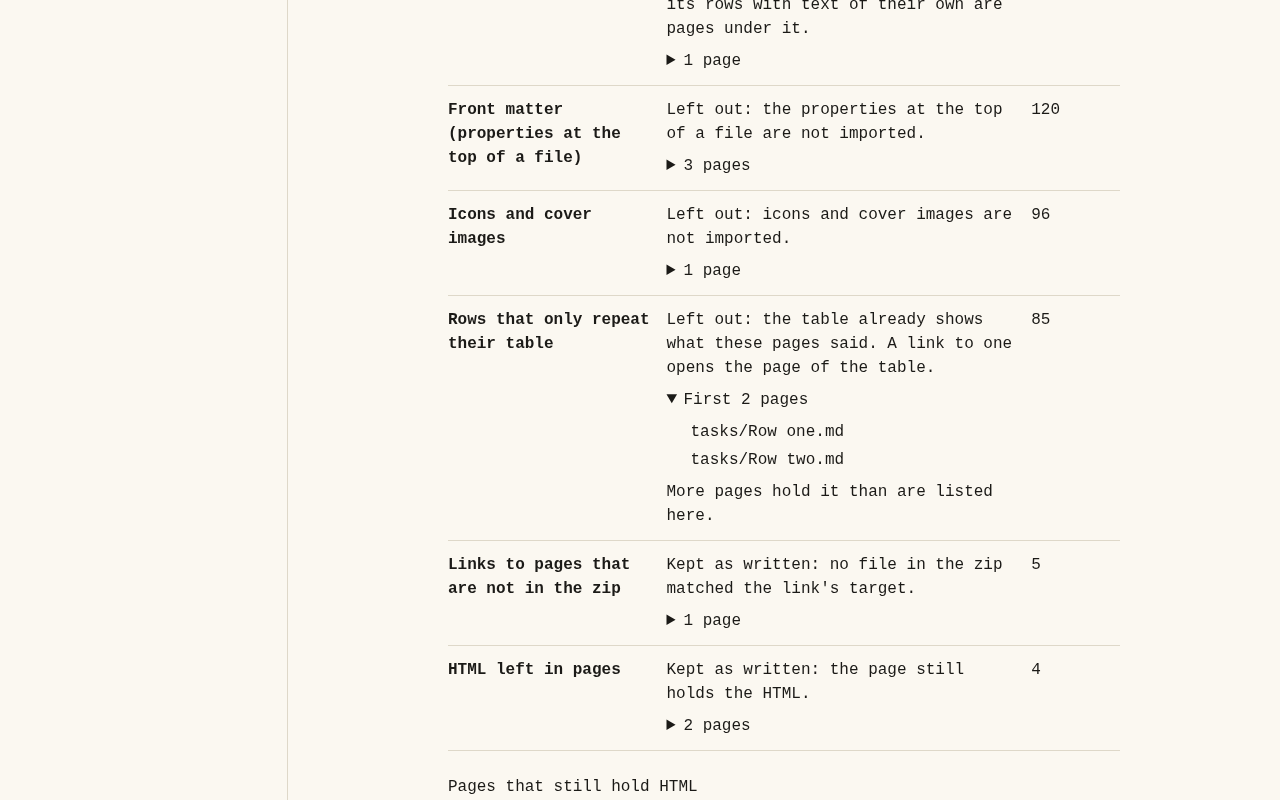 its rows with text of their own are
pages under it.
▶ 1 page
Front matter
(properties at the
top of a file)
Left out: the properties at the top
of a file are not imported.
▶ 3 pages
120
Icons and cover
images
Left out: icons and cover images are
not imported.
▶ 1 page
96
Rows that only repeat
their table
Left out: the table already shows
what these pages said. A link to one
opens the page of the table.
▼ First 2 pages
tasks/Row one.md
tasks/Row two.md
More pages hold it than are listed
here.
85
Links to pages that
are not in the zip
Kept as written: no file in the zip
matched the link's target.
▶ 1 page
5
HTML left in pages
Kept as written: the page still
holds the HTML.
▶ 2 pages
4
Pages that still hold HTML